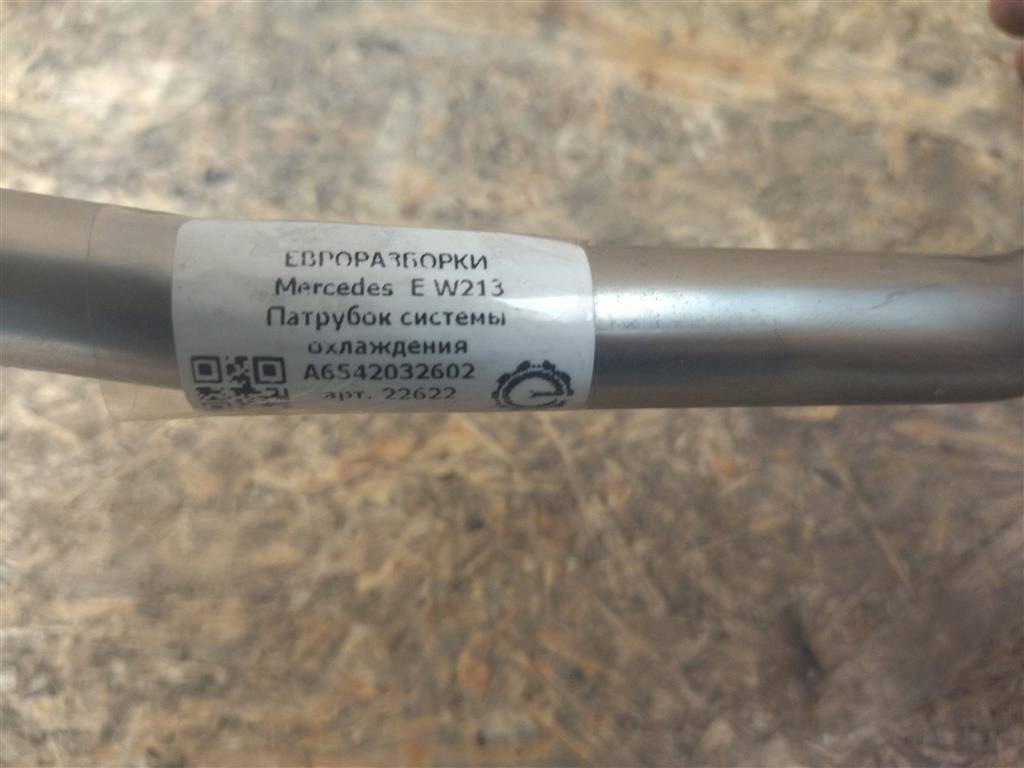 ЕВРОРАЗБОРКИ
Mercedes E W213
Патрубок системы
охлаждения
A6542032602
арт. 22622